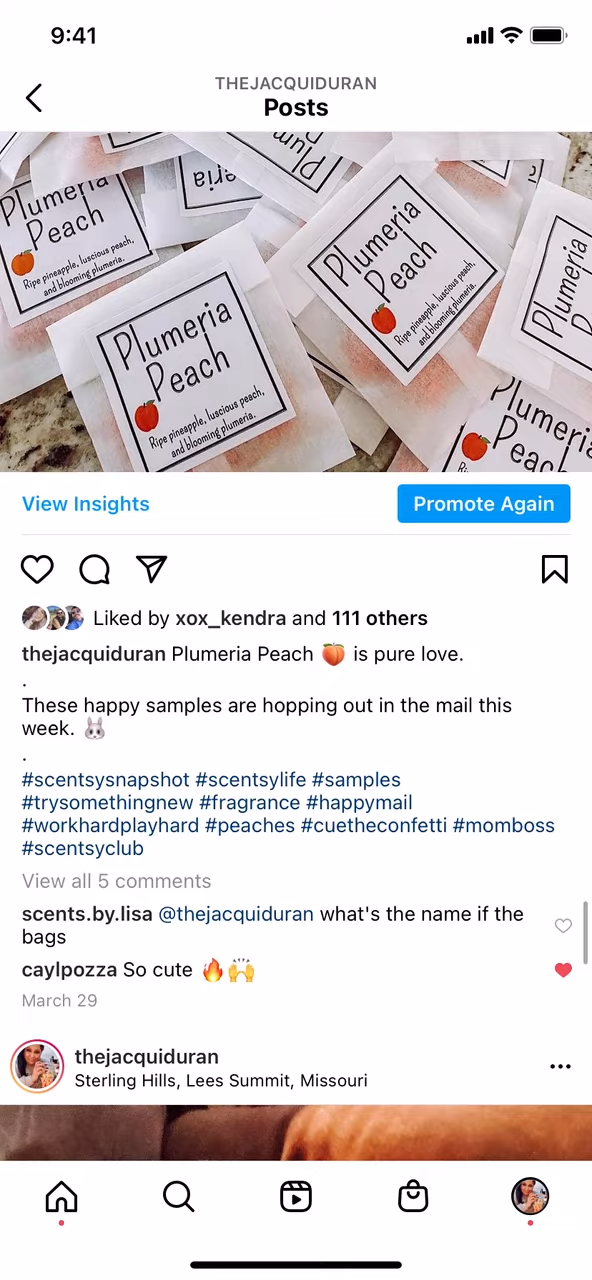 9:41
THEJACQUIDURAN
Posts
Plumeria
Peach
Ripe pineapple, luscious peach,
and blooming plumeria.
Plumeria
Peach
Ripe pineapple, luscious peach,
and blooming plumeria.
Plumeria
Peach
Ripe pineapple, luscious peach,
and blooming plumeria.
Plumeria
View Insights
Promote Again
Liked by xox_kendra and 111 others
thejacquiduran Plumeria Peach 🍑 is pure love.
.
These happy samples are hopping out in the mail this
week. 🐰
.
#scentsysnapshot #scentsylife #samples
#trysomethingnew #fragrance #happymail
#workhardplayhard #peaches #cuetheconfetti #momboss
#scentsyclub
View all 5 comments
scents.by.lisa @thejacquiduran what's the name if the
bags
caylpozza So cute 🔥🙌
March 29
thejacquiduran
Sterling Hills, Lees Summit, Missouri